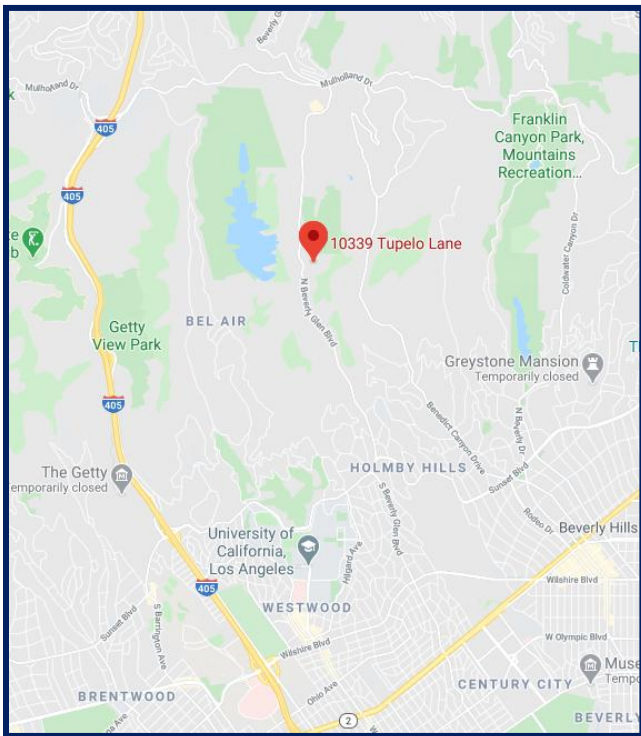 Beverly Gl
Mulholland Dr
Mulholland Dr
405
Franklin
Canyon Park,
Mountains
Recreation...
405
10339 Tupelo Lane
Coldwater Canyon Dr
N Beverly Glen Blvd
BEL AIR
Getty
View Park
Greystone Mansion
Temporarily closed
405
Benedict Canyon Drive
N Beverly Dr
The Getty
emporarily closed
HOLMBY HILLS
Sunset Blvd
S Beverly Glen Blvd
Rodeo Dr
University of
California,
Los Angeles
Beverly Hills
Hilgard Ave
405
Wilshire Blvd
WESTWOOD
Sunset Blvd
S Barrington Ave
Wilshire Blvd
W Olympic Blvd
Ohio Ave
BRENTWOOD
CENTURY CITY
Muse
Tempo
2
BEVERLY